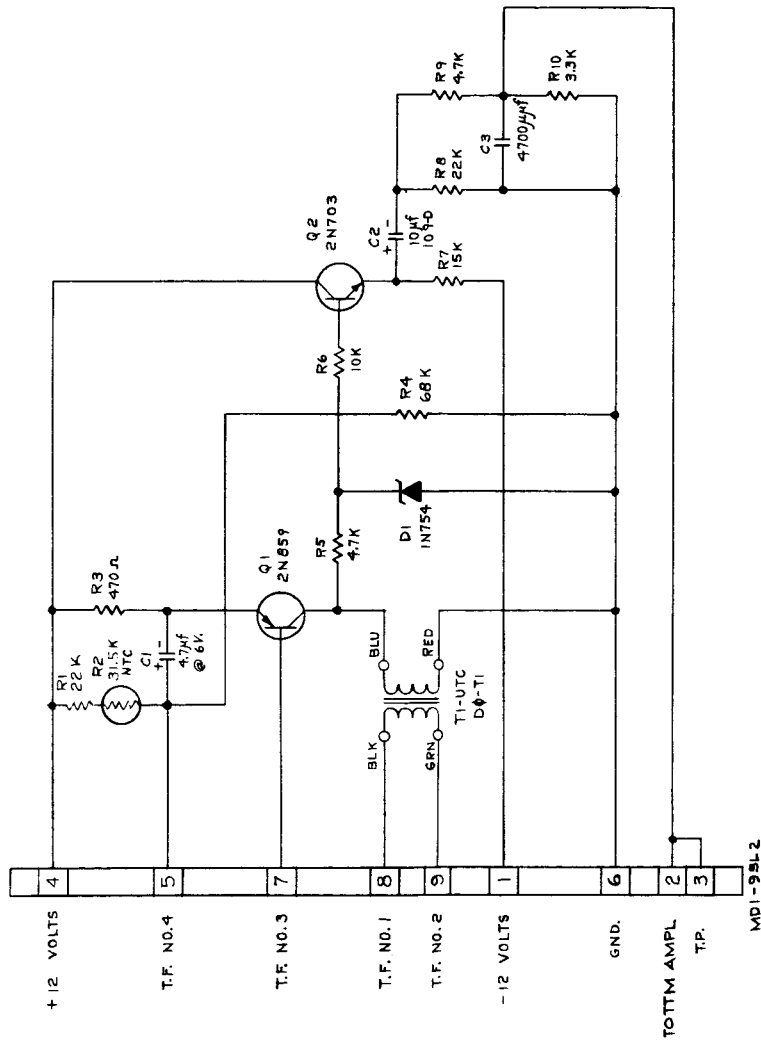 +12 VOLTS
T.F. NO.4
T.F. NO.3
T.F. NO.1
T.F. NO.2
-12 VOLTS
GND.
TOTTM AMPL
T.P.
4
5
7
8
9
1
6
2
3
MD1-9SL2
R1
22K
R2
31.5K
NTC
R3
470Ω
C1
+ -
4.7μf
@ 6V.
Q1
2N859
BLK
BLU
GRN
RED
T1-UTC
DØ-T1
R5
4.7K
D1
1N754
R6
10K
R4
68K
Q2
2N703
C2
+ -
10μf
109-D
R7
15K
R8
22K
C3
4700μμf
R9
4.7K
R10
3.3K